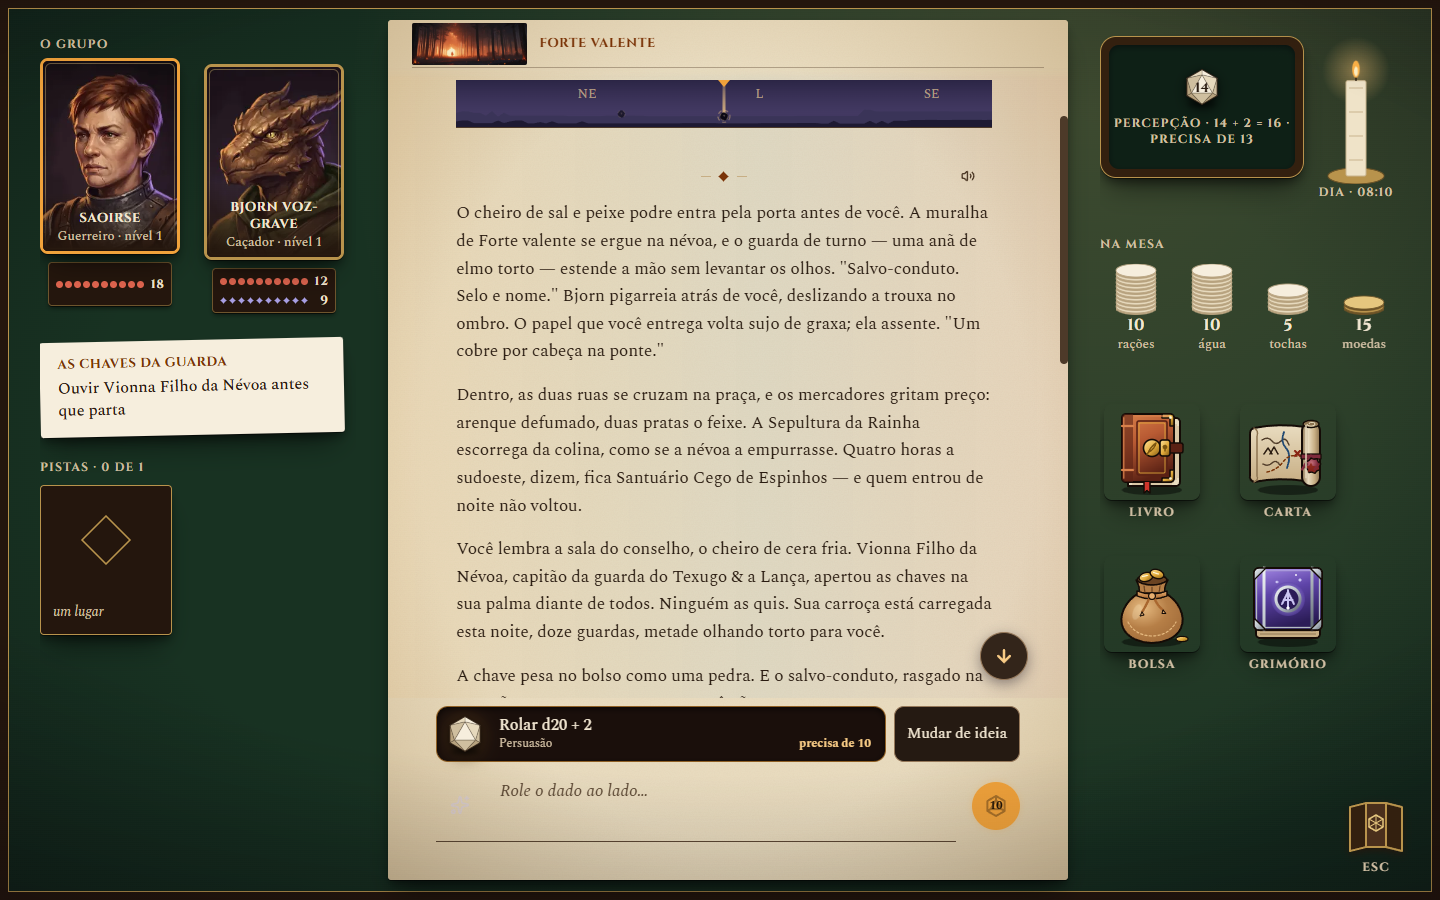 O GRUPO
SAOIRSE
Guerreiro · nível 1
18
BJORN VOZ-
GRAVE
Caçador · nível 1
12
9
AS CHAVES DA GUARDA
Ouvir Vionna Filho da Névoa antes
que parta
PISTAS · 0 DE 1
um lugar
FORTE VALENTE
NE
L
SE
O cheiro de sal e peixe podre entra pela porta antes de você. A muralha
de Forte valente se ergue na névoa, e o guarda de turno — uma anã de
elmo torto — estende a mão sem levantar os olhos. "Salvo-conduto.
Selo e nome." Bjorn pigarreia atrás de você, deslizando a trouxa no
ombro. O papel que você entrega volta sujo de graxa; ela assente. "Um
cobre por cabeça na ponte."
Dentro, as duas ruas se cruzam na praça, e os mercadores gritam preço:
arenque defumado, duas pratas o feixe. A Sepultura da Rainha
escorrega da colina, como se a névoa a empurrasse. Quatro horas a
sudoeste, dizem, fica Santuário Cego de Espinhos — e quem entrou de
noite não voltou.
Você lembra a sala do conselho, o cheiro de cera fria. Vionna Filho da
Névoa, capitão da guarda do Texugo & a Lança, apertou as chaves na
sua palma diante de todos. Ninguém as quis. Sua carroça está carregada
esta noite, doze guardas, metade olhando torto para você.
A chave pesa no bolso como uma pedra. E o salvo-conduto, rasgado na
Rolar d20 + 2
Persuasão
precisa de 10
Mudar de ideia
Role o dado ao lado...
10
14
PERCEPÇÃO · 14 + 2 = 16 ·
PRECISA DE 13
DIA · 08:10
NA MESA
10
rações
10
água
5
tochas
15
moedas
LIVRO
CARTA
BOLSA
GRIMÓRIO
ESC